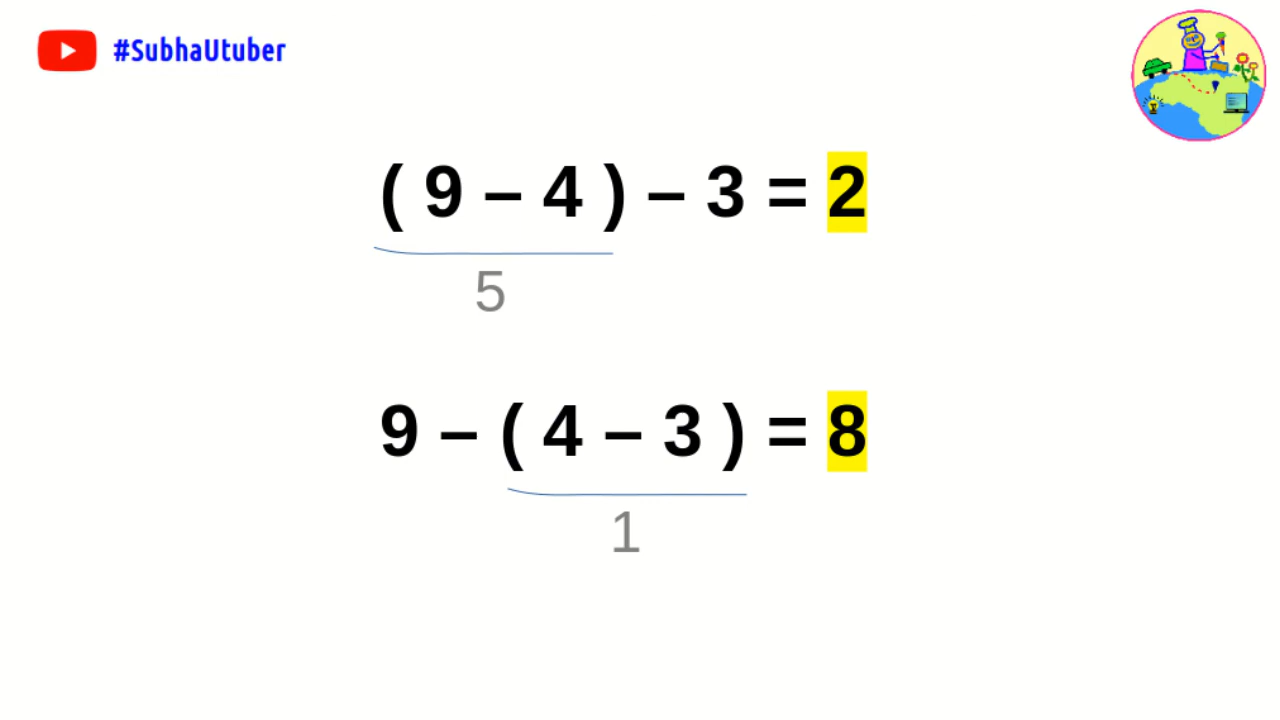 #SubhaUtuber
( 9 – 4 ) – 3 = 2
5
9 – ( 4 – 3 ) = 8
1